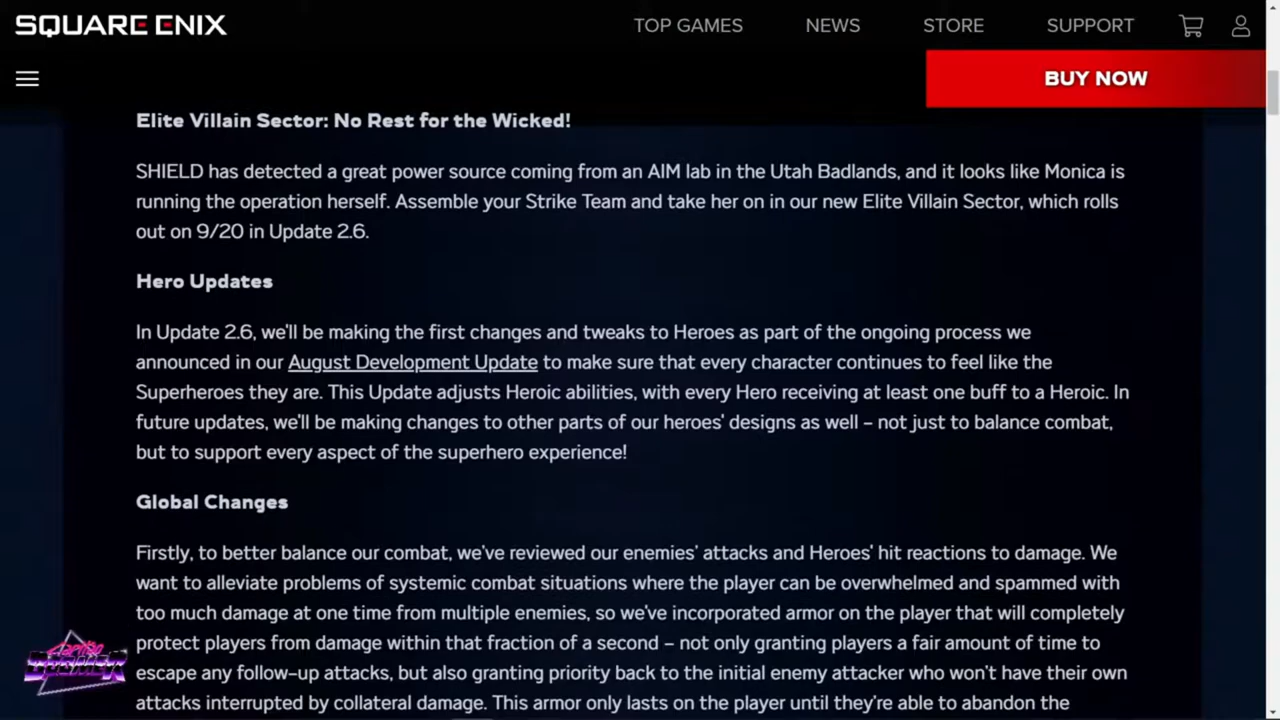 SQUARE ENIX
TOP GAMES NEWS STORE SUPPORT
BUY NOW
Elite Villain Sector: No Rest for the Wicked!
SHIELD has detected a great power source coming from an AIM lab in the Utah Badlands, and it looks like Monica is
running the operation herself. Assemble your Strike Team and take her on in our new Elite Villain Sector, which rolls
out on 9/20 in Update 2.6.
Hero Updates
In Update 2.6, we'll be making the first changes and tweaks to Heroes as part of the ongoing process we
announced in our August Development Update to make sure that every character continues to feel like the
Superheroes they are. This Update adjusts Heroic abilities, with every Hero receiving at least one buff to a Heroic. In
future updates, we'll be making changes to other parts of our heroes' designs as well – not just to balance combat,
but to support every aspect of the superhero experience!
Global Changes
Firstly, to better balance our combat, we've reviewed our enemies' attacks and Heroes' hit reactions to damage. We
want to alleviate problems of systemic combat situations where the player can be overwhelmed and spammed with
too much damage at one time from multiple enemies, so we've incorporated armor on the player that will completely
protect players from damage within that fraction of a second – not only granting players a fair amount of time to
escape any follow-up attacks, but also granting priority back to the initial enemy attacker who won't have their own
attacks interrupted by collateral damage. This armor only lasts on the player until they're able to abandon the